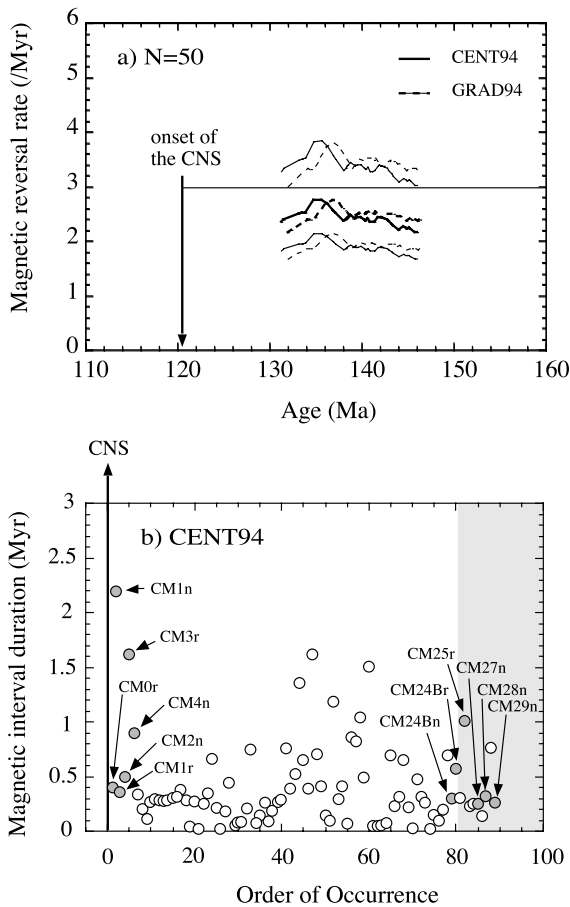 Magnetic reversal rate (/Myr)
6
5
4
3
2
1
0
a) N=50
CENT94
GRAD94
onset of
the CNS
110
120
130
140
150
160
Age (Ma)
CNS
Magnetic interval duration (Myr)
3
2.5
2
1.5
1
0.5
0
b) CENT94
CM1n
CM3r
CM0r
CM4n
CM2n
CM1r
CM25r
CM27n
CM24Br
CM28n
CM29n
CM24Bn
0
20
40
60
80
100
Order of Occurrence